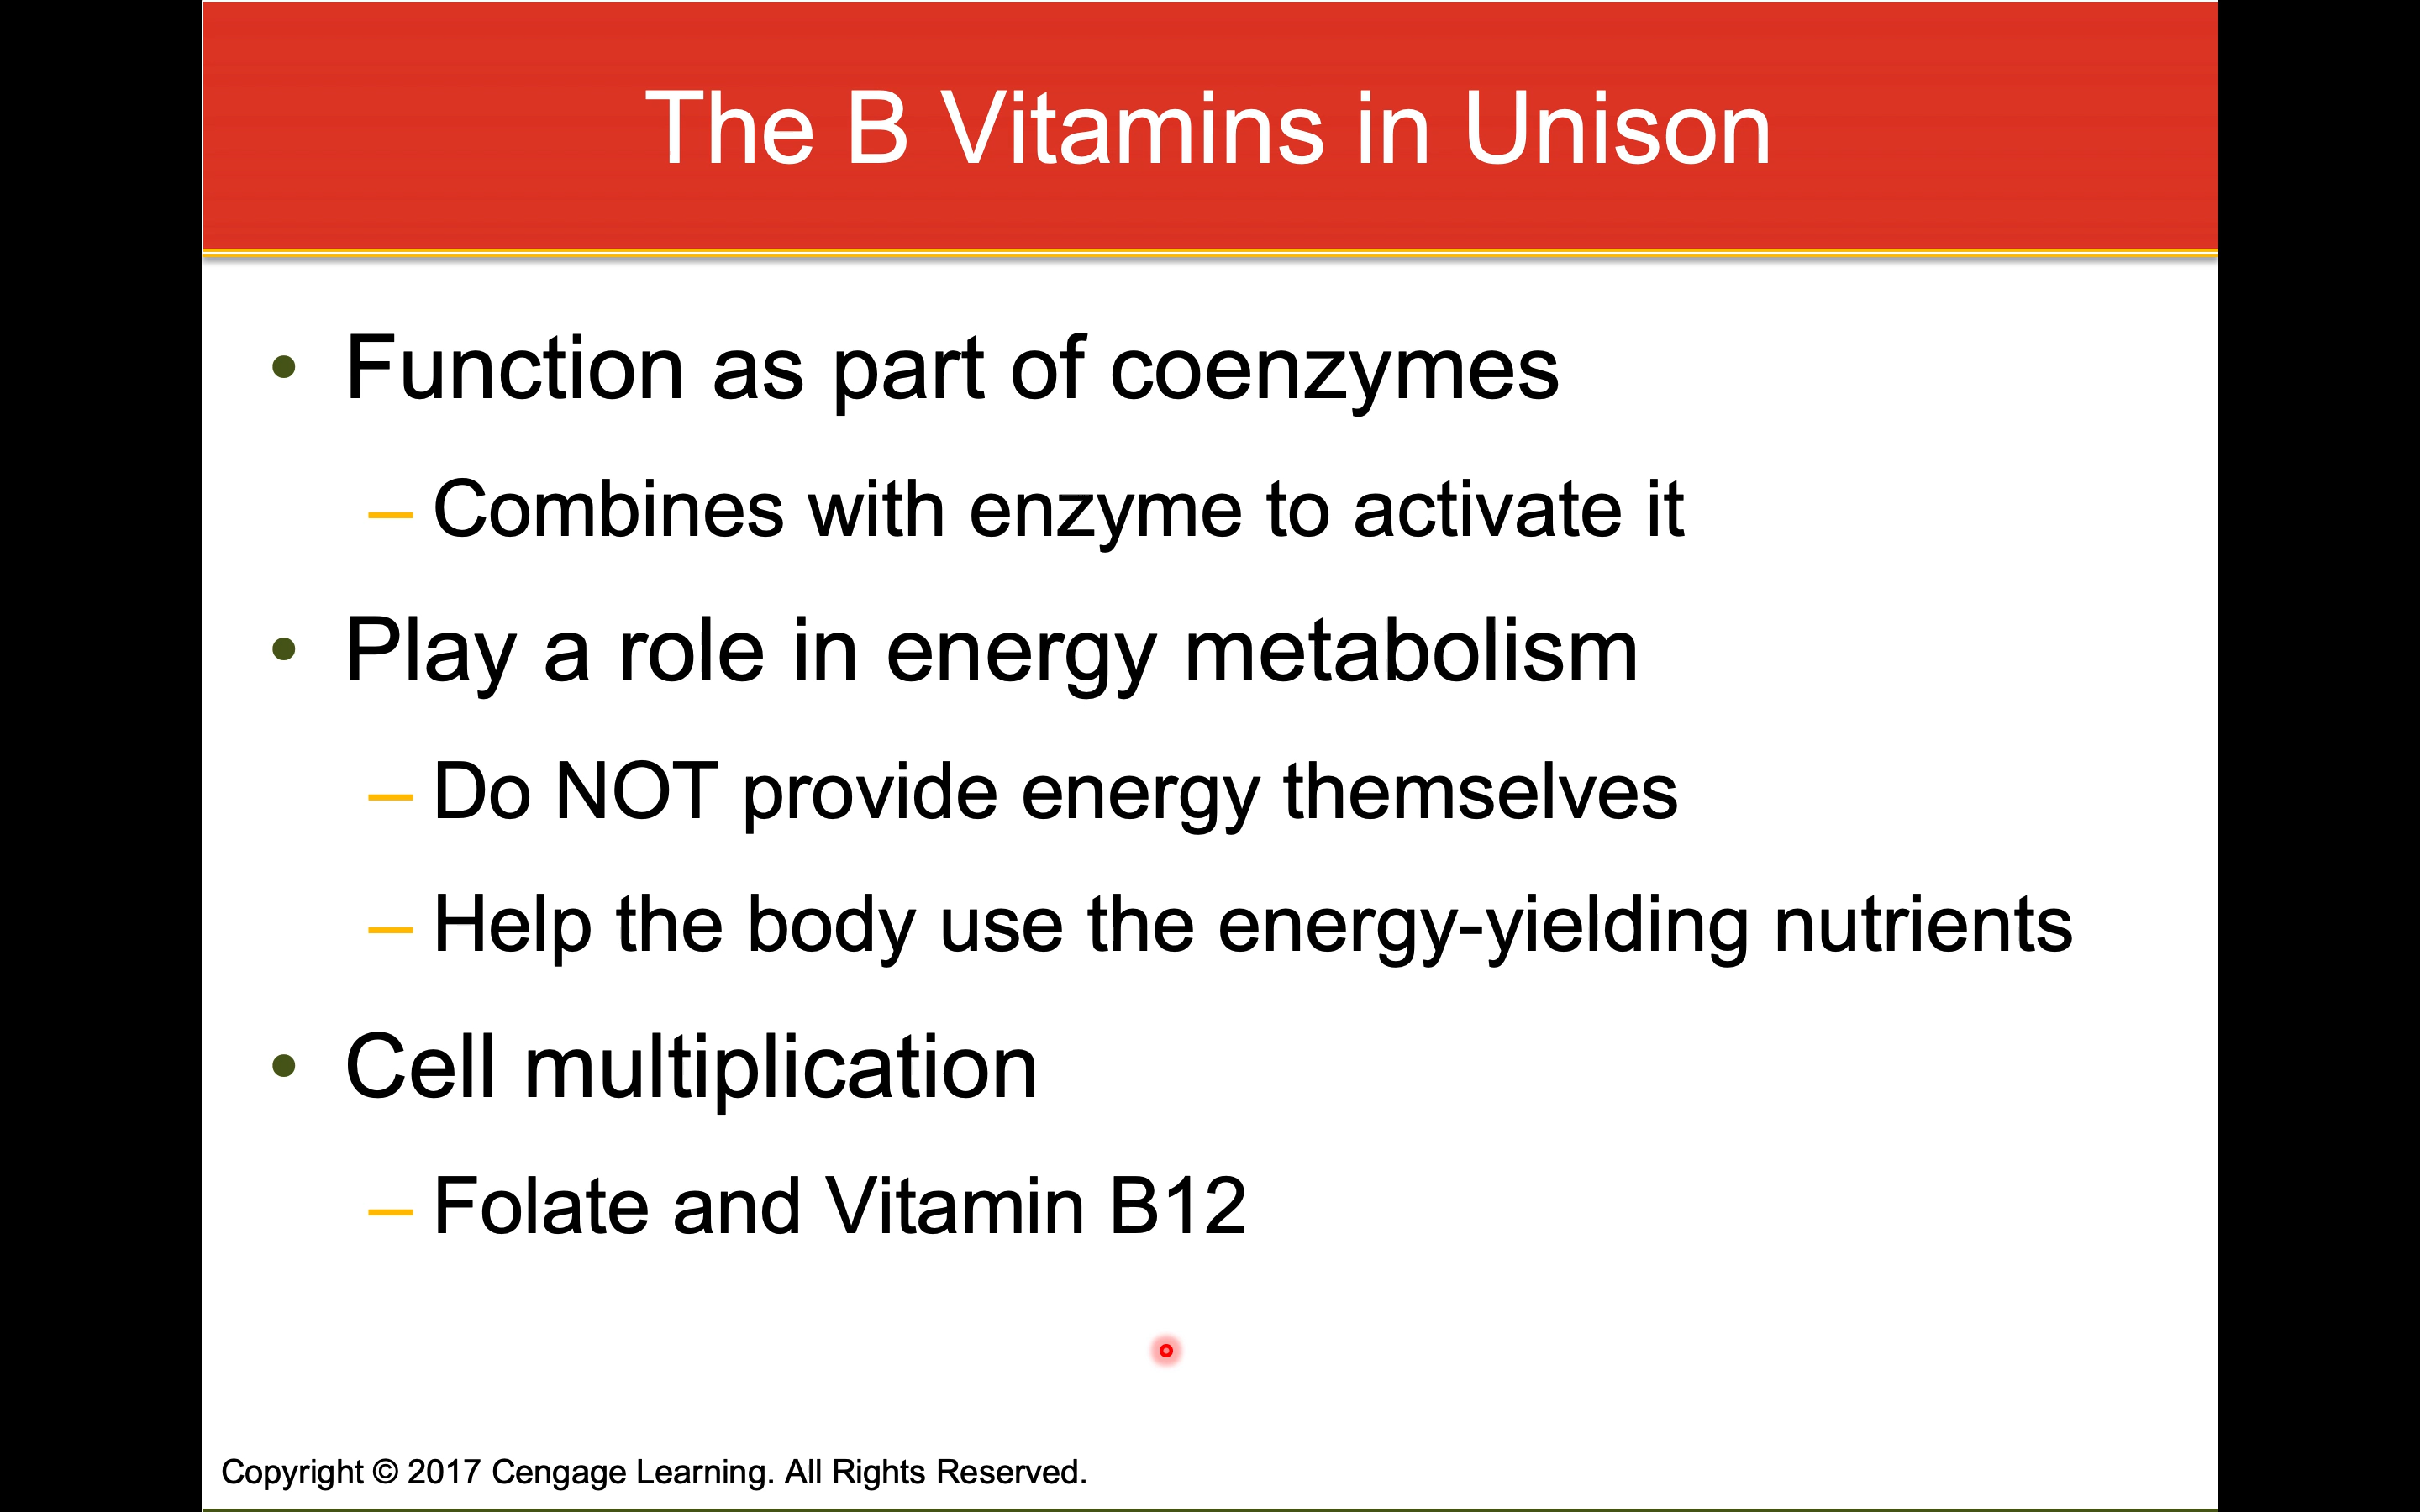 The B Vitamins in Unison
• Function as part of coenzymes
– Combines with enzyme to activate it
• Play a role in energy metabolism
– Do NOT provide energy themselves
– Help the body use the energy-yielding nutrients
• Cell multiplication
– Folate and Vitamin B12
Copyright © 2017 Cengage Learning. All Rights Reserved.